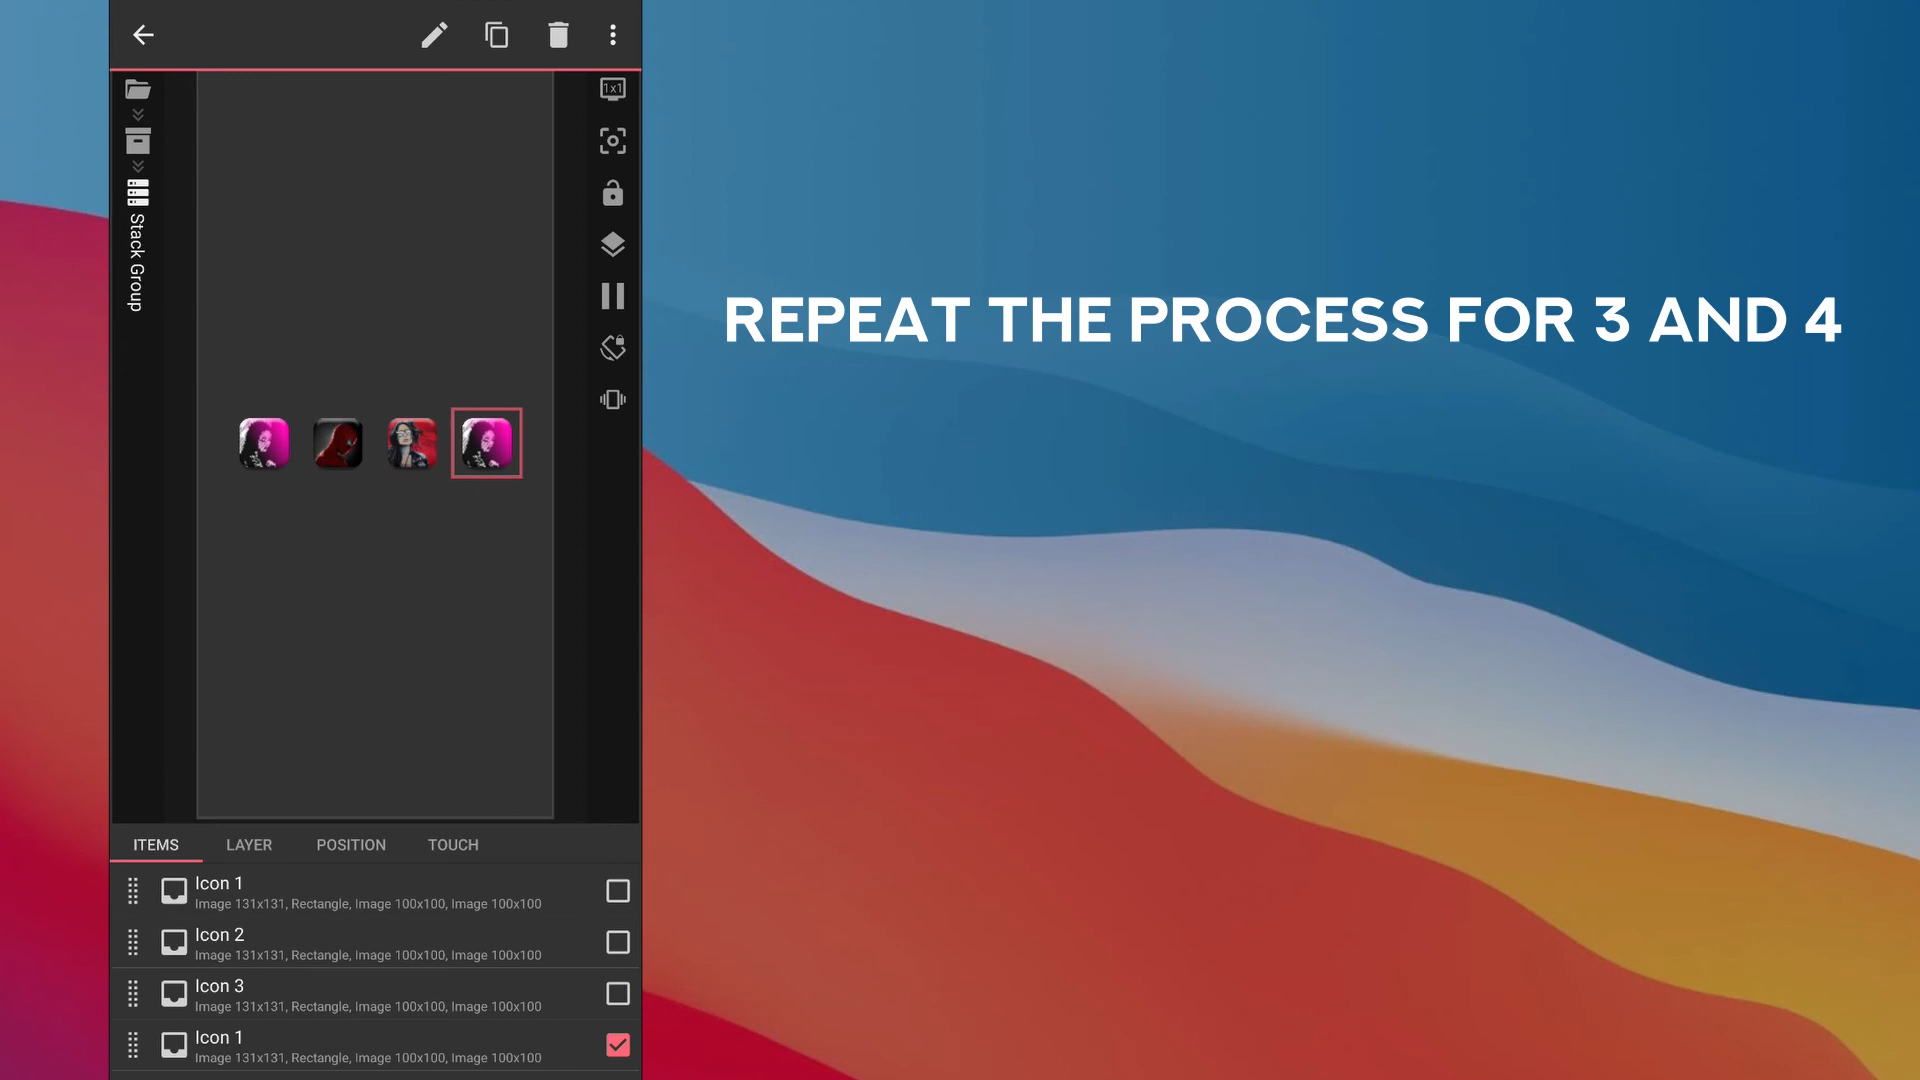 1x1
Stack Group
REPEAT THE PROCESS FOR 3 AND 4
ITEMS LAYER POSITION TOUCH
Icon 1
Image 131x131, Rectangle, Image 100x100, Image 100x100
Icon 2
Image 131x131, Rectangle, Image 100x100, Image 100x100
Icon 3
Image 131x131, Rectangle, Image 100x100, Image 100x100
Icon 1
Image 131x131, Rectangle, Image 100x100, Image 100x100